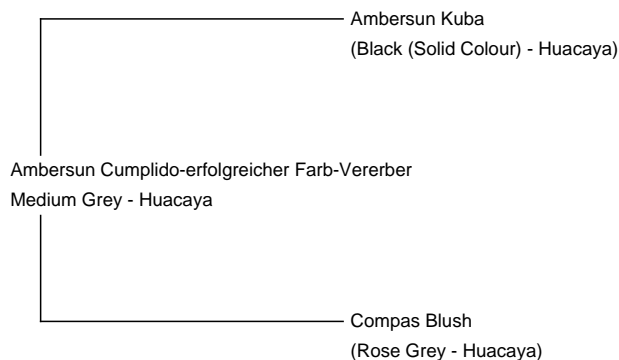 Ambersun Kuba
(Black (Solid Colour) - Huacaya)
Ambersun Cumplido-erfolgreicher Farb-Vererber
Medium Grey - Huacaya
Compas Blush
(Rose Grey - Huacaya)